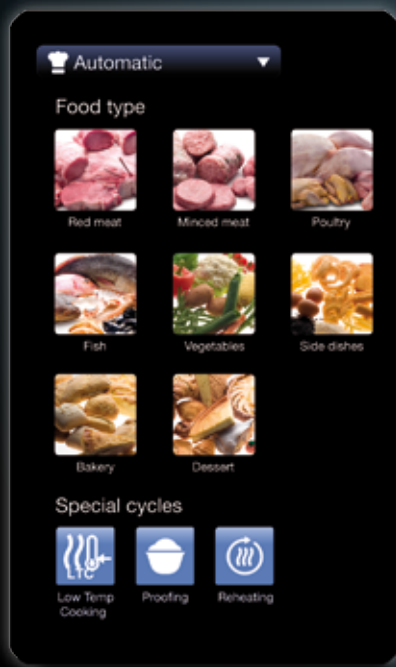 Automatic
Food type
Red meat
Minced meat
Poultry
Fish
Vegetables
Side dishes
Bakery
Dessert
Special cycles
LTC
Low Temp
Cooking
Proofing
Reheating